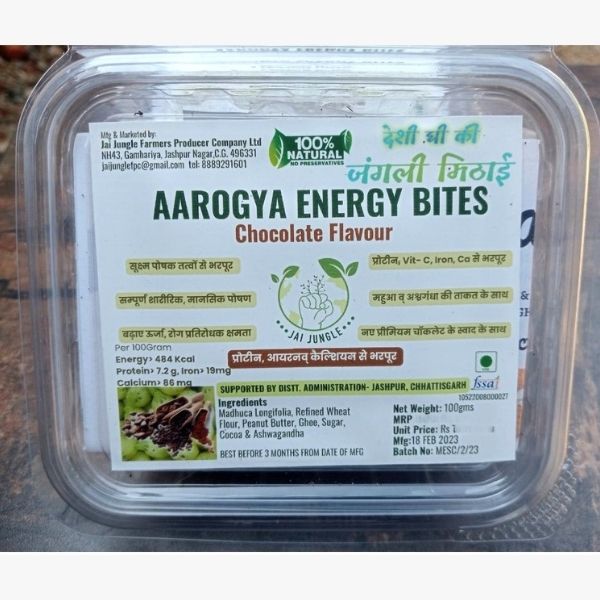 Mfg & Marketed by:
Jai Jungle Farmers Producer Company Ltd
NH43, Gamhariya, Jashpur Nagar,C.G. 496331
jaijunglefpc@gmail.com tel: 8889291601
100%
NATURAL
NO PRESERVATIVES
देशी घी की
जंगली मिठाई
AAROGYA ENERGY BITES
Chocolate Flavour
सूक्ष्म पोषक तत्वों से भरपूर
प्रोटीन, Vit- C, Iron, Ca से भरपूर
सम्पूर्ण शारीरिक, मानसिक पोषण
महुआ व अश्वगंधा की ताकत के साथ
बढ़ाए ऊर्जा, रोग प्रतिरोधक क्षमता
नए प्रीमियम चॉकलेट के स्वाद के साथ
JAI JUNGLE
Per 100Gram
Energy> 484 Kcal
Protein> 7.2 g, Iron> 19mg
Calcium> 86 mg
प्रोटीन, आयरनव् कैल्शियन से भरपूर
SUPPORTED BY DISTT. ADMINISTRATION- JASHPUR, CHHATTISGARH
fssai
10522008000027
Ingredients
Madhuca Longifolia, Refined Wheat
Flour, Peanut Butter, Ghee, Sugar,
Cocoa & Ashwagandha
BEST BEFORE 3 MONTHS FROM DATE OF MFG
Net Weight: 100gms
MRP
Unit Price: Rs
Mfg:18 FEB 2023
Batch No: MESC/2/23